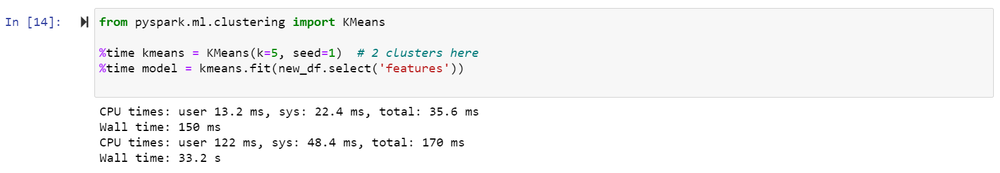 In [14]:
from pyspark.ml.clustering import KMeans
%time kmeans = KMeans(k=5, seed=1)  # 2 clusters here
%time model = kmeans.fit(new_df.select('features'))
CPU times: user 13.2 ms, sys: 22.4 ms, total: 35.6 ms
Wall time: 150 ms
CPU times: user 122 ms, sys: 48.4 ms, total: 170 ms
Wall time: 33.2 s